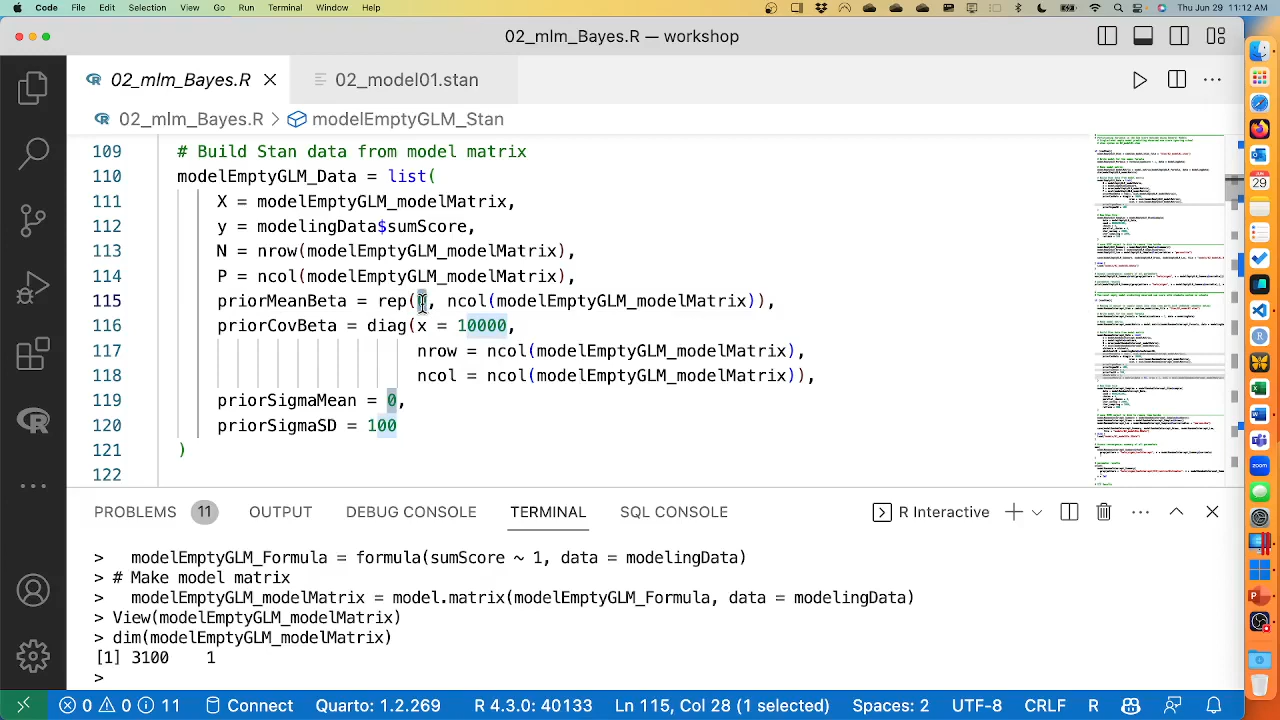 Code File Edit Selection View Go Run Terminal Window Help Thu Jun 29 11:12 AM
02_mlm_Bayes.R — workshop
02_mlm_Bayes.R 02_model01.stan
02_mlm_Bayes.R > modelEmptyGLM_Stan
109 # Build Stan data from model matrix
110 modelEmptyGLM_Data = list(
111 X = modelEmptyGLM_modelMatrix,
112 y = modelingData$sumScore,
113 N = nrow(modelEmptyGLM_modelMatrix),
114 P = ncol(modelEmptyGLM_modelMatrix),
115 priorMeanBeta = rep( , ncol(modelEmptyGLM_modelMatrix)),
116 priorCovBeta = diag(x = 10000,
117 nrow = ncol(modelEmptyGLM_modelMatrix),
118 = ncol(modelEmptyGLM_modelMatrix)),
119 priorSigmaMean = 0,
120 priorSigmaSD = 100
121 )
122
PROBLEMS 11 OUTPUT DEBUG CONSOLE TERMINAL SQL CONSOLE R Interactive
> modelEmptyGLM_Formula = formula(sumScore ~ 1, data = modelingData)
> # Make model matrix
> modelEmptyGLM_modelMatrix = model.matrix(modelEmptyGLM_Formula, data = modelingData)
> View(modelEmptyGLM_modelMatrix)
> dim(modelEmptyGLM_modelMatrix)
[1] 3100 1
>
0 0 11 Connect Quarto: 1.2.269 R 4.3.0: 40133 Ln 115, Col 28 (1 selected) Spaces: 2 UTF-8 CRLF R